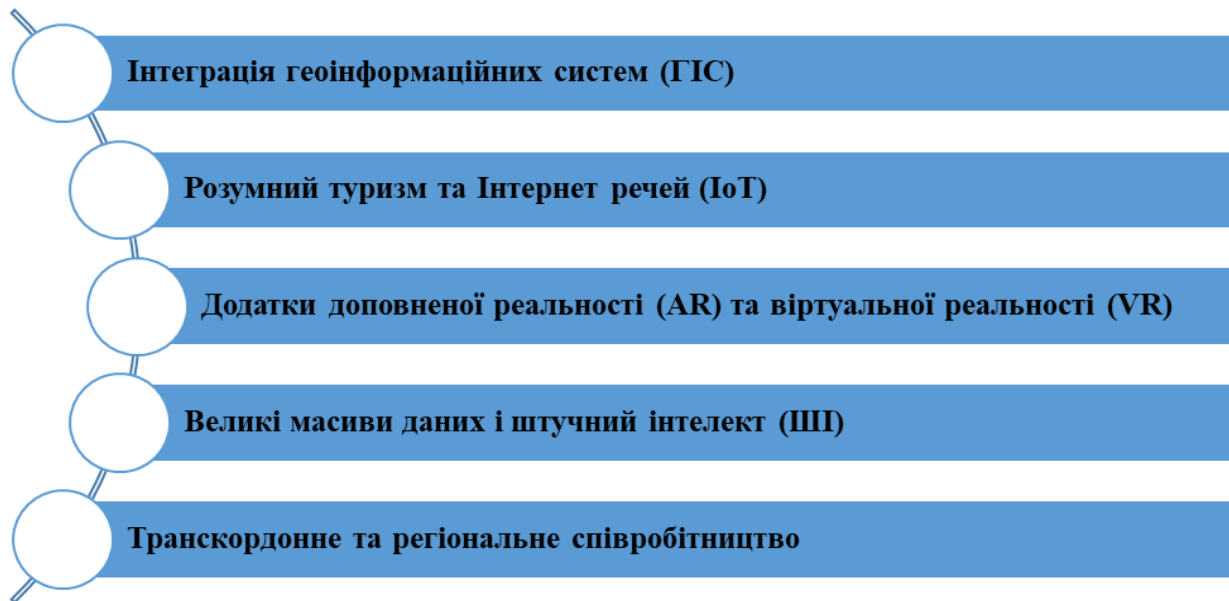 Інтеграція геоінформаційних систем (ГІС)
Розумний туризм та Інтернет речей (IoT)
Додатки доповненої реальності (AR) та віртуальної реальності (VR)
Великі масиви даних і штучний інтелект (ШІ)
Транскордонне та регіональне співробітництво